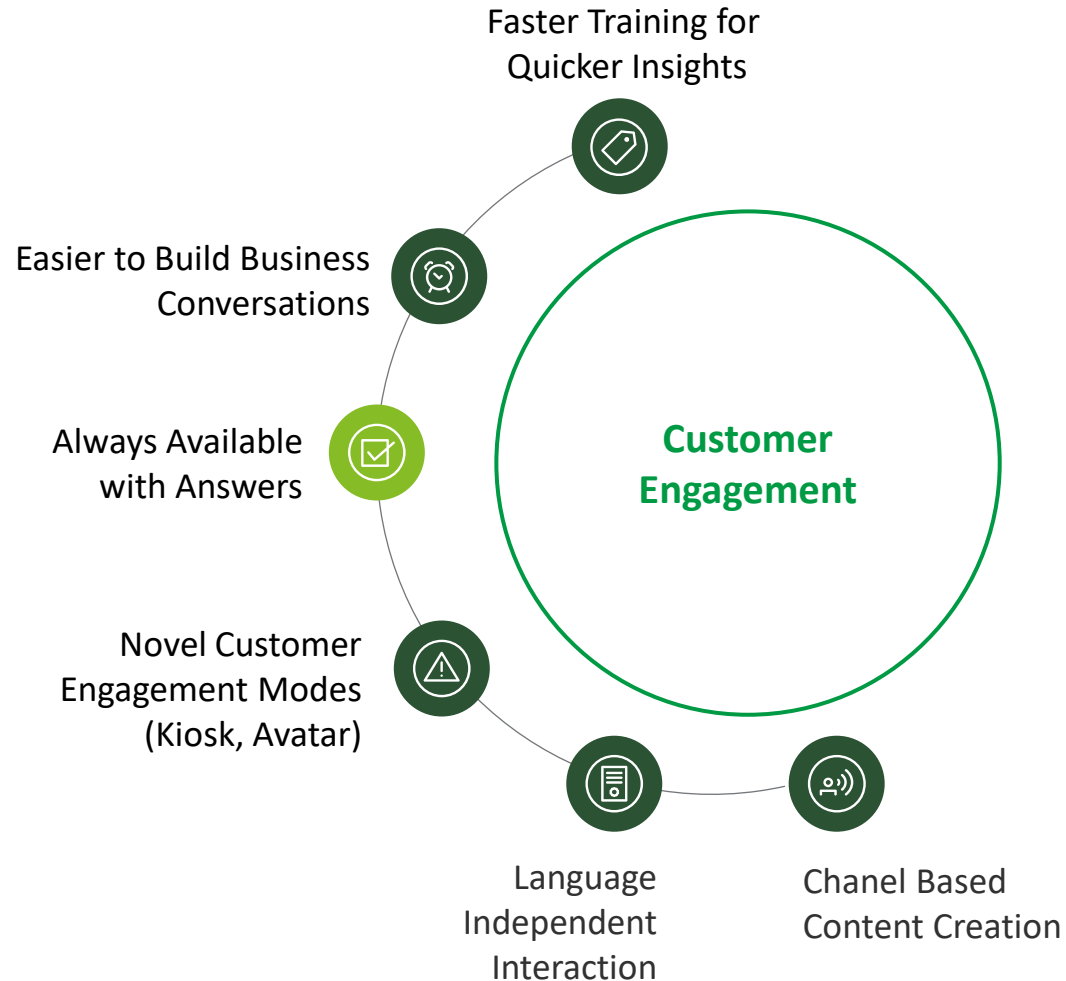 Faster Training for
Quicker Insights
Easier to Build Business
Conversations
Customer
Engagement
Always Available
with Answers
Novel Customer
Engagement Modes
(Kiosk, Avatar)
Language
Independent
Interaction
Chanel Based
Content Creation